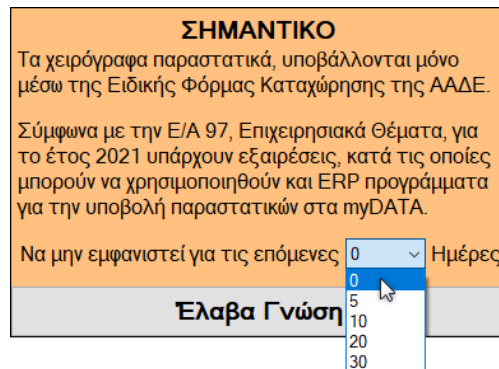 ΣΗΜΑΝΤΙΚΟ
Τα χειρόγραφα παραστατικά, υποβάλλονται μόνο
μέσω της Ειδικής Φόρμας Καταχώρησης της ΑΑΔΕ.
Σύμφωνα με την Ε/Α 97, Επιχειρησιακά Θέματα, για
το έτος 2021 υπάρχουν εξαιρέσεις, κατά τις οποίες
μπορούν να χρησιμοποιηθούν και ERP προγράμματα
για την υποβολή παραστατικών στα myDATA.
Να μην εμφανιστεί για τις επόμενες 0 Ημέρες
0
5
Έλαβα Γνώση
10
20
30